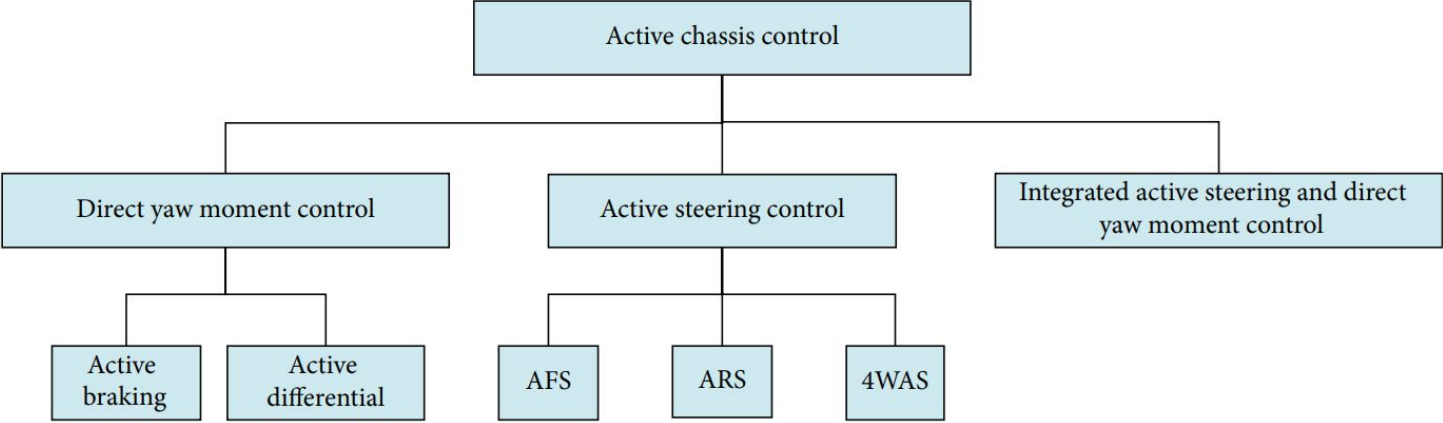 Active chassis control
Direct yaw moment control
Active steering control
Integrated active steering and direct
yaw moment control
Active
braking
Active
differential
AFS
ARS
4WAS